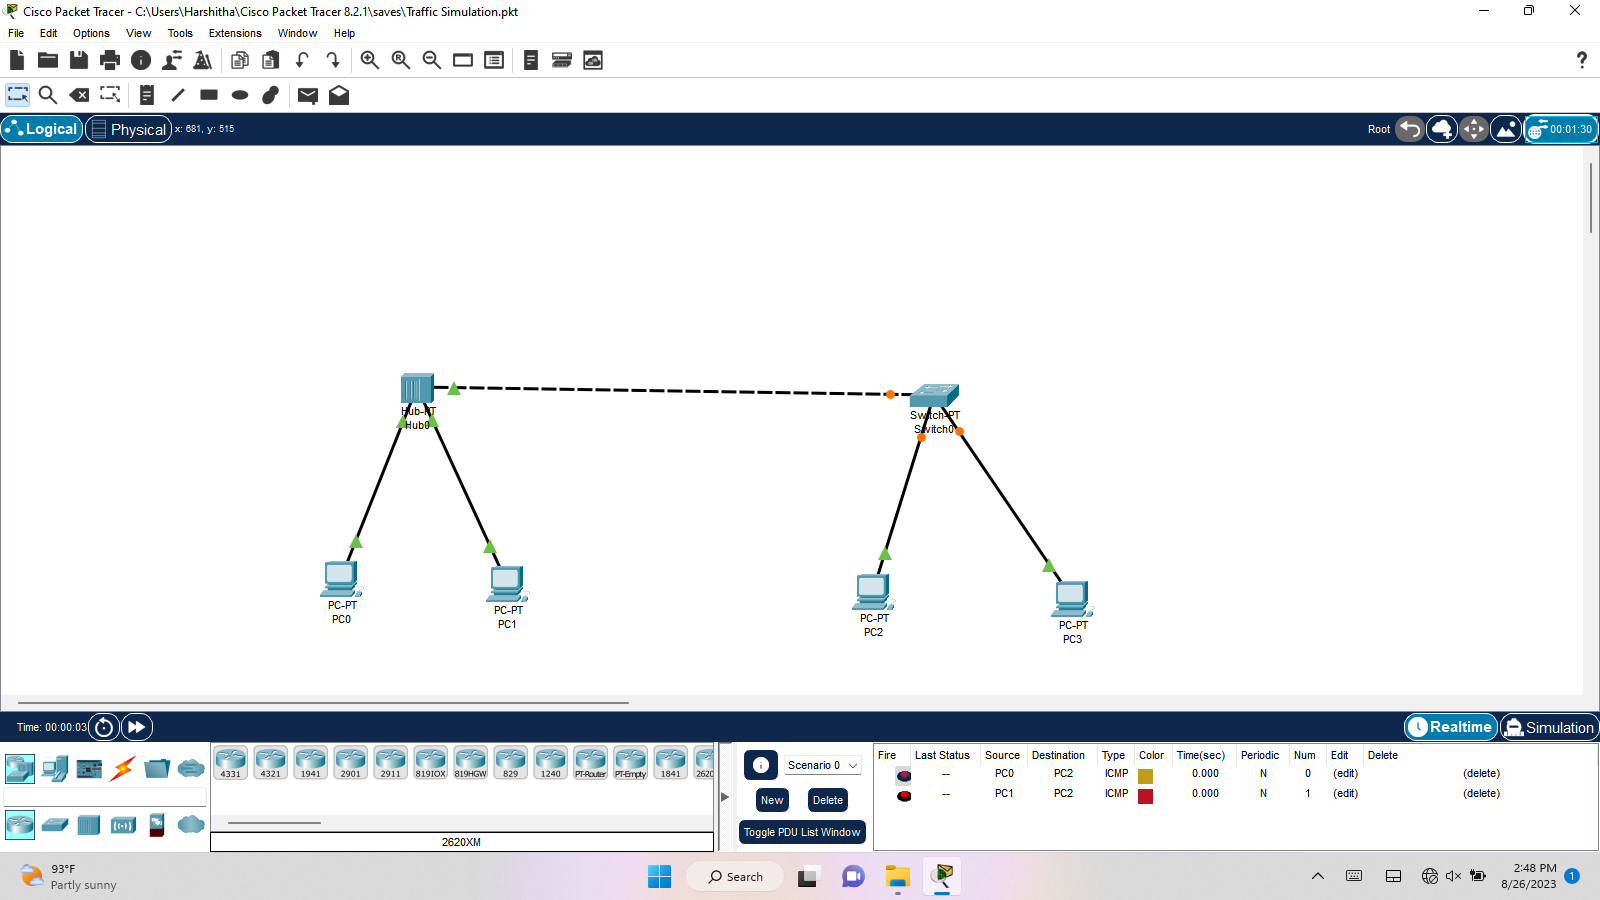 Cisco Packet Tracer - C:\Users\Harshitha\Cisco Packet Tracer 8.2.1\saves\Traffic Simulation.pkt
File Edit Options View Tools Extensions Window Help
Logical Physical x: 681, y: 515 Root 00:01:30
Hub-PT
Hub0
Switch-PT
Switch0
PC-PT
PC0
PC-PT
PC1
PC-PT
PC2
PC-PT
PC3
Time: 00:00:03 Realtime Simulation
4331 4321 1941 2901 2911 819IOX 819HGW 829 1240 PT-Router PT-Empty 1841 2620
2620XM
Scenario 0
New Delete
Toggle PDU List Window
Fire Last Status Source Destination Type Color Time(sec) Periodic Num Edit Delete
-- PC0 PC2 ICMP 0.000 N 0 (edit) (delete)
-- PC1 PC2 ICMP 0.000 N 1 (edit) (delete)
93°F
Partly sunny
Search
2:48 PM
8/26/2023
1